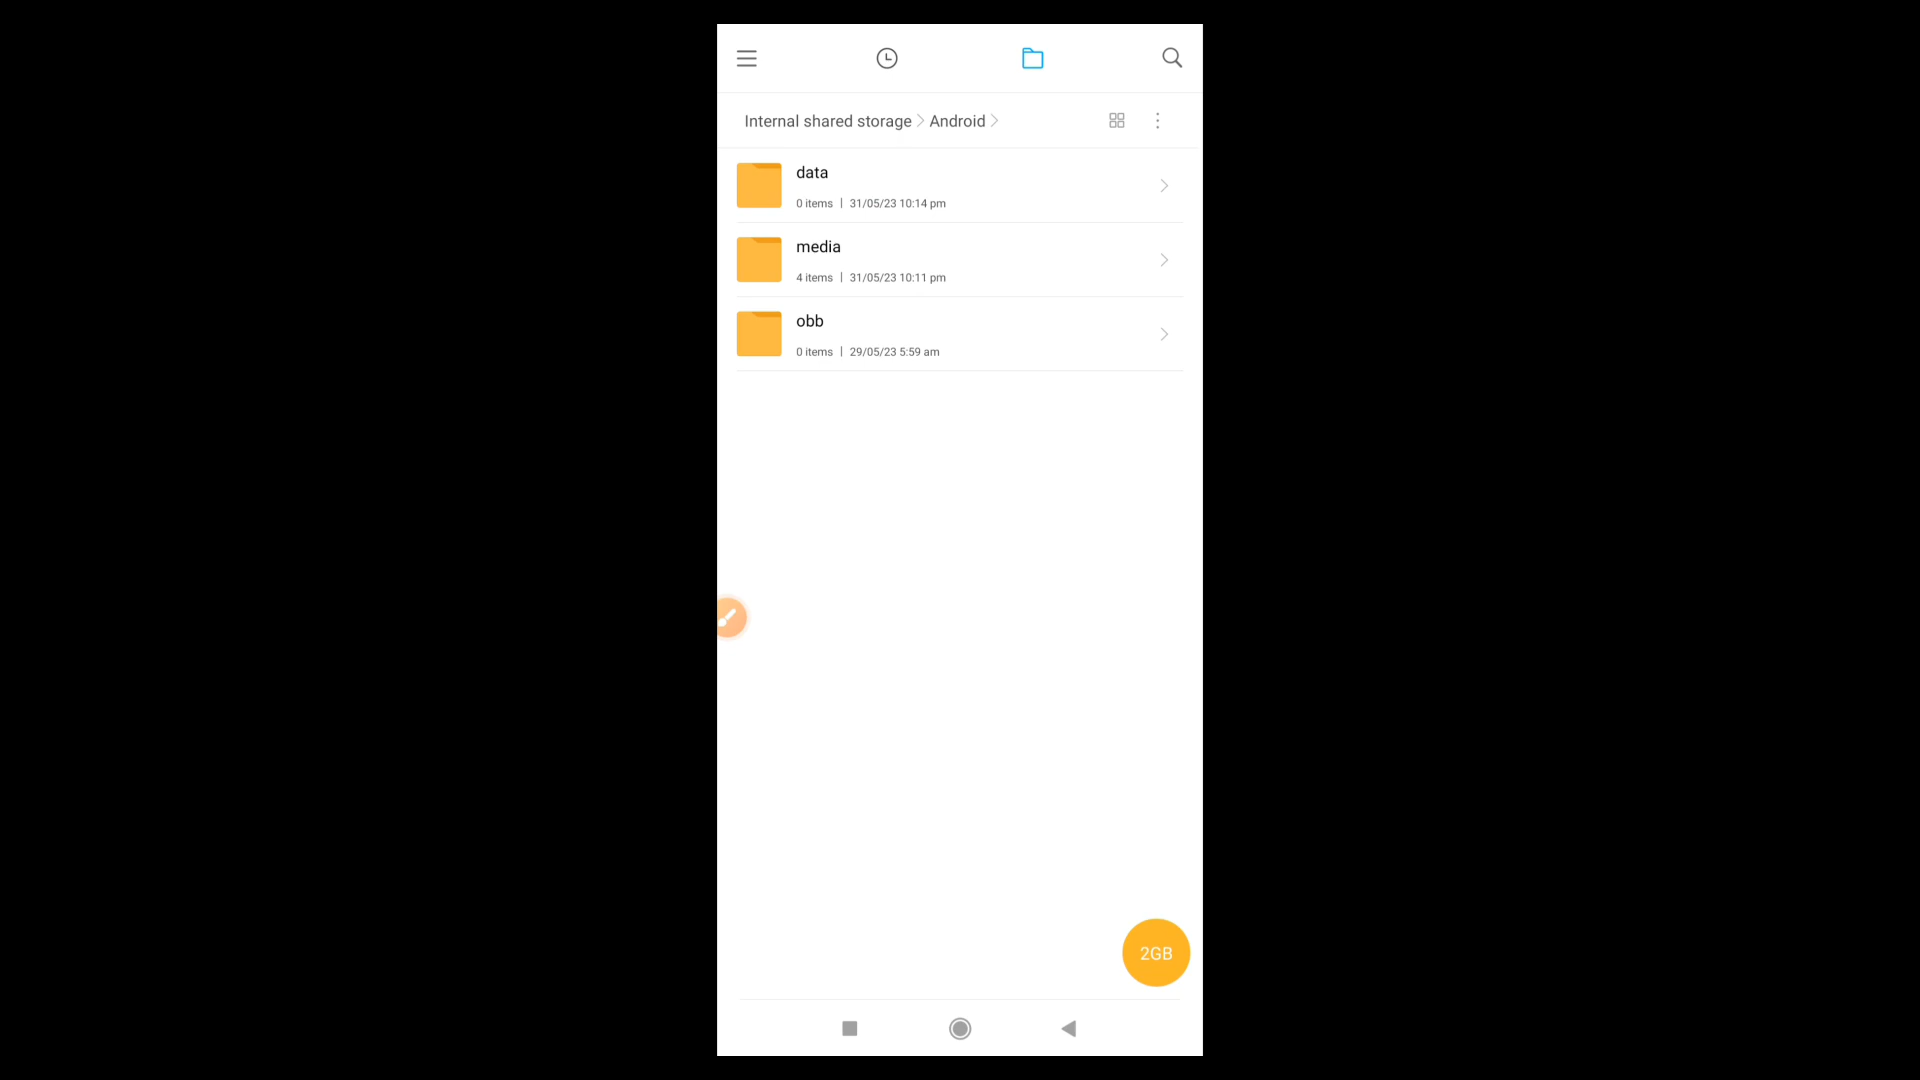 Internal shared storage > Android >
data
0 items | 31/05/23 10:14 pm
media
4 items | 31/05/23 10:11 pm
obb
0 items | 29/05/23 5:59 am
2GB